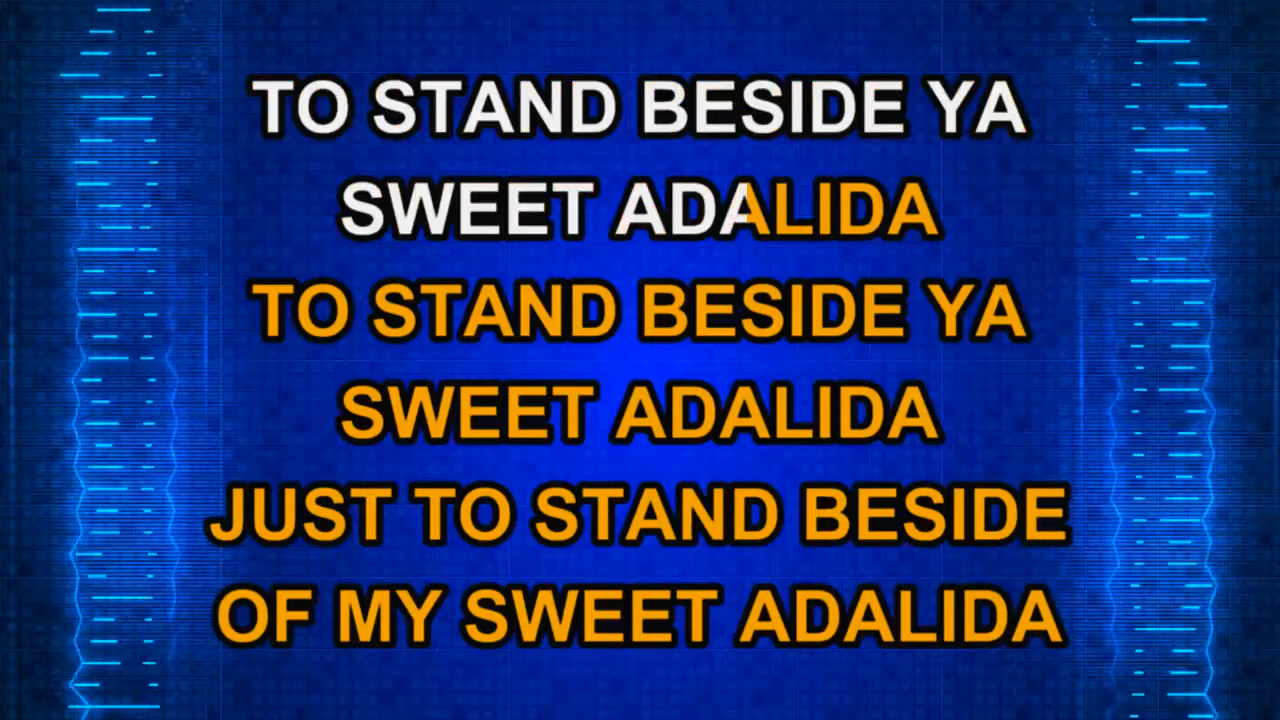 TO STAND BESIDE YA
SWEET ADALIDA
TO STAND BESIDE YA
SWEET ADALIDA
JUST TO STAND BESIDE
OF MY SWEET ADALIDA